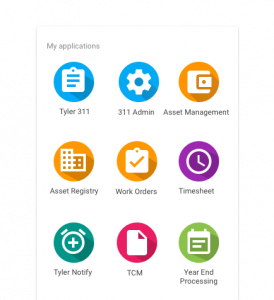 My applications
Tyler 311
311 Admin
Asset Management
Asset Registry
Work Orders
Timesheet
Tyler Notify
TCM
Year End
Processing